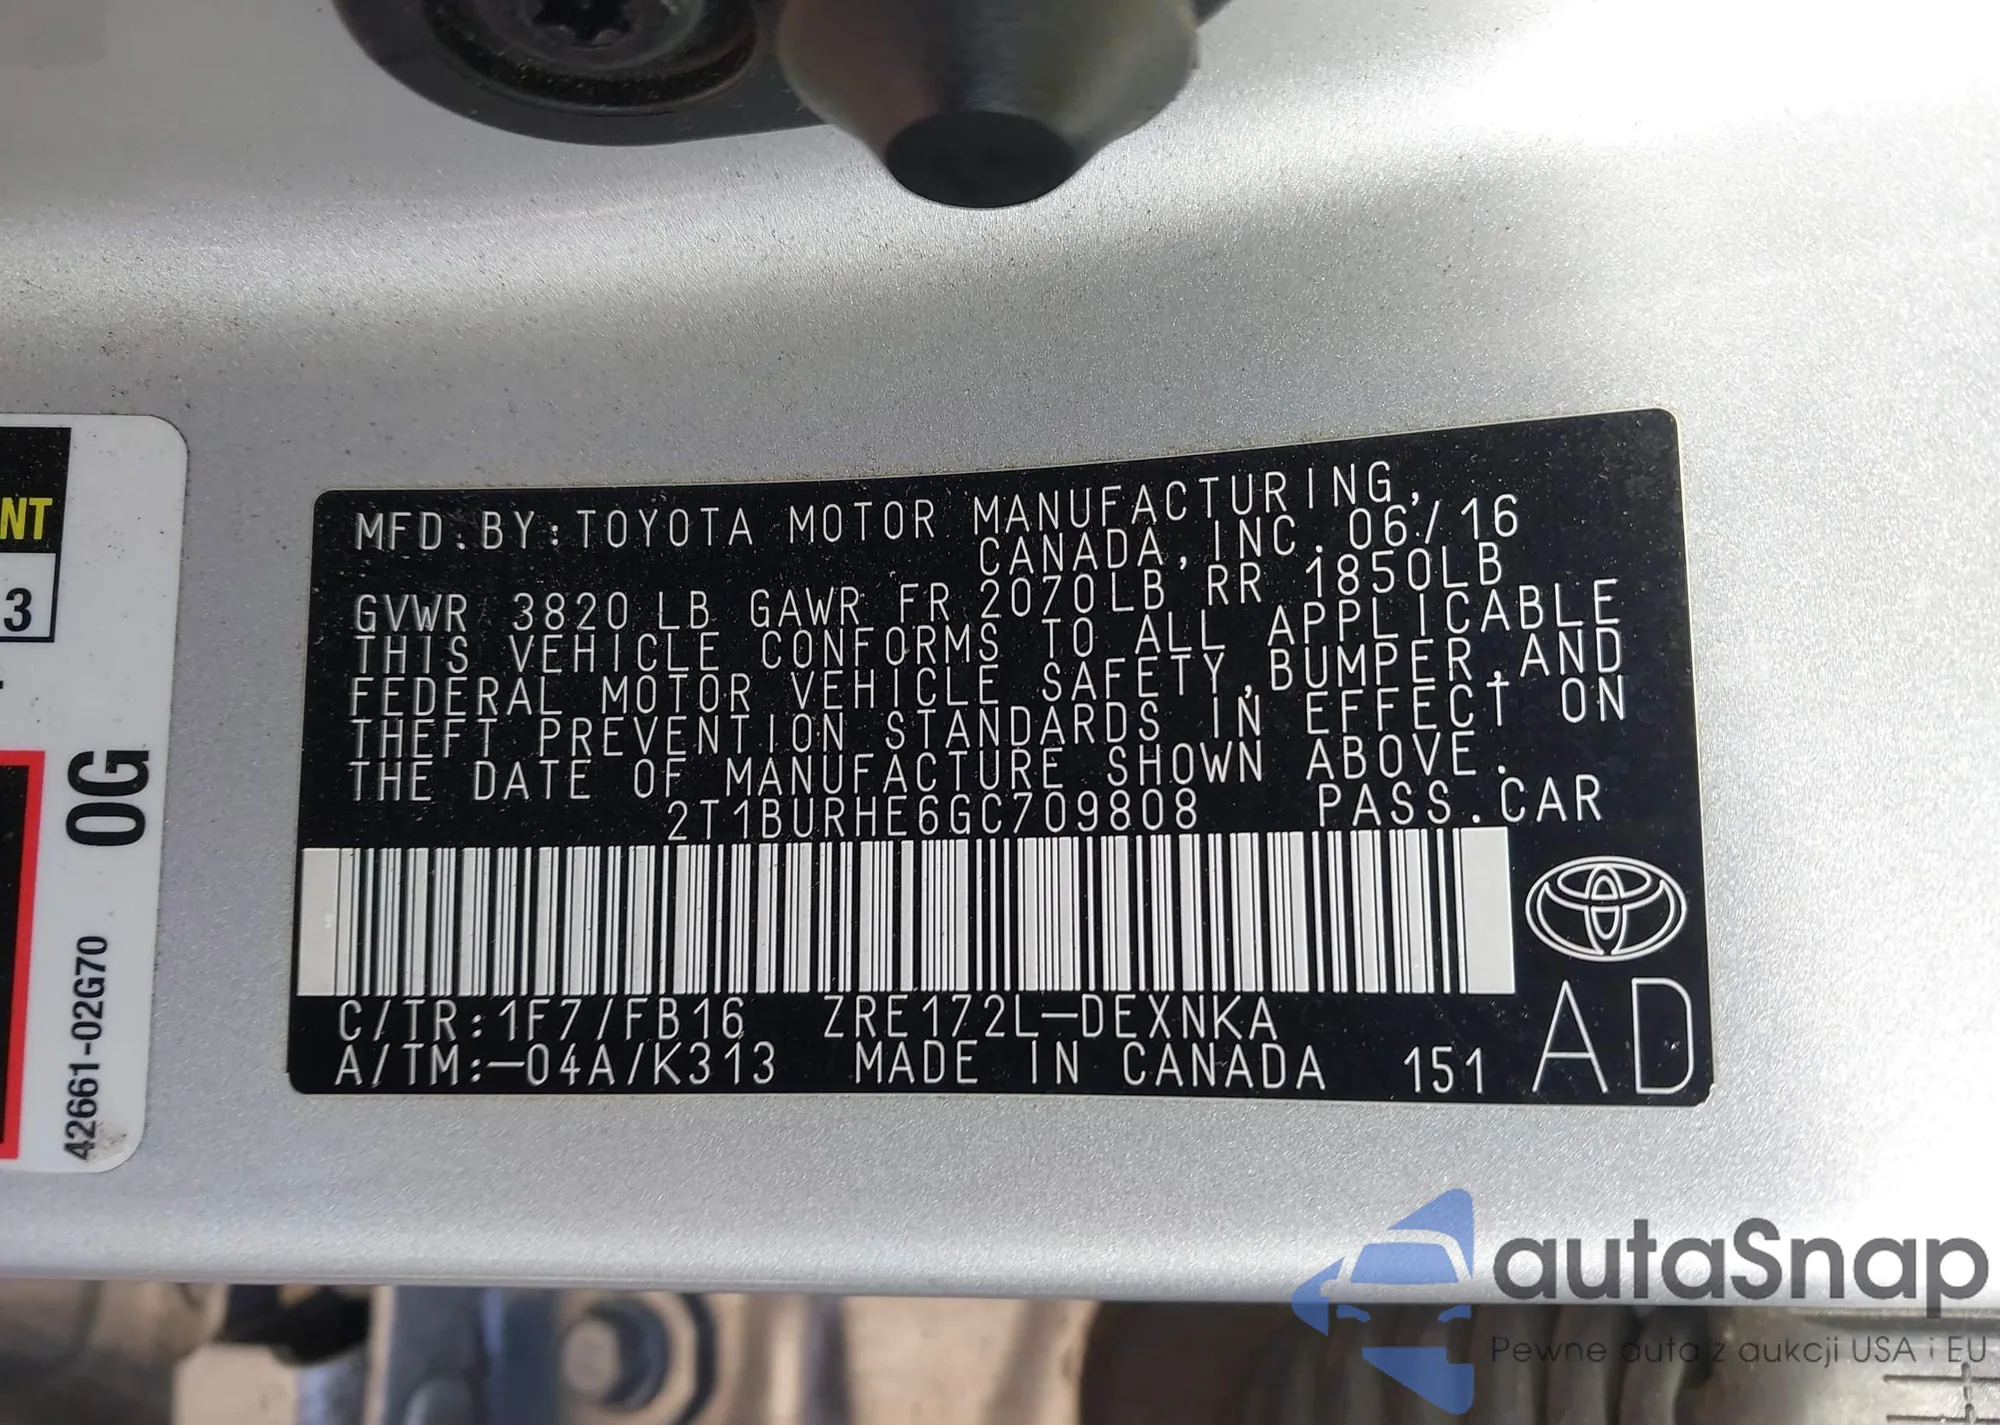 NT
3
0G
42661-02G70
MFD.BY:TOYOTA MOTOR MANUFACTURING,
CANADA,INC. 06/16
GVWR 3820 LB GAWR FR 2070LB RR 1850LB
THIS VEHICLE CONFORMS TO ALL APPLICABLE
FEDERAL MOTOR VEHICLE SAFETY,BUMPER,AND
THEFT PREVENTION STANDARDS IN EFFECT ON
THE DATE OF MANUFACTURE SHOWN ABOVE.
2T1BURHE6GC709808 PASS.CAR
C/TR:1F7/FB16 ZRE172L-DEXNKA
A/TM:-04A/K313 MADE IN CANADA 151
AD
autaSnap
Pewne auta z aukcji USA i EU